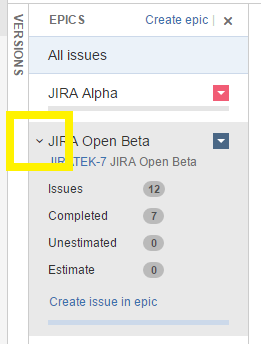 VERSIONS
EPICS Create epic | ×
All issues
JIRA Alpha
JIRA Open Beta
JIRATEK-7 JIRA Open Beta
Issues 12
Completed 7
Unestimated 0
Estimate 0
Create issue in epic